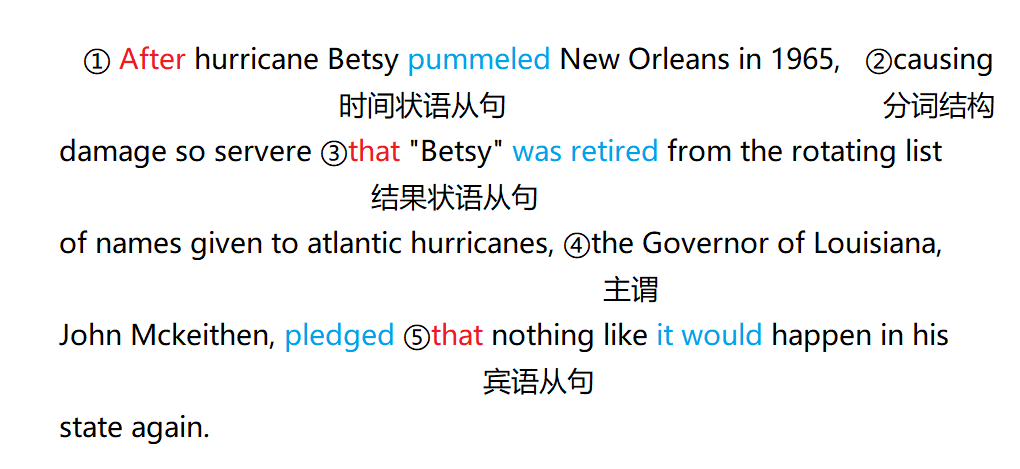 ① After hurricane Betsy pummeled New Orleans in 1965, ②causing
时间状语从句 分词结构
damage so servere ③that "Betsy" was retired from the rotating list
结果状语从句
of names given to atlantic hurricanes, ④the Governor of Louisiana,
主谓
John Mckeithen, pledged ⑤that nothing like it would happen in his
宾语从句
state again.